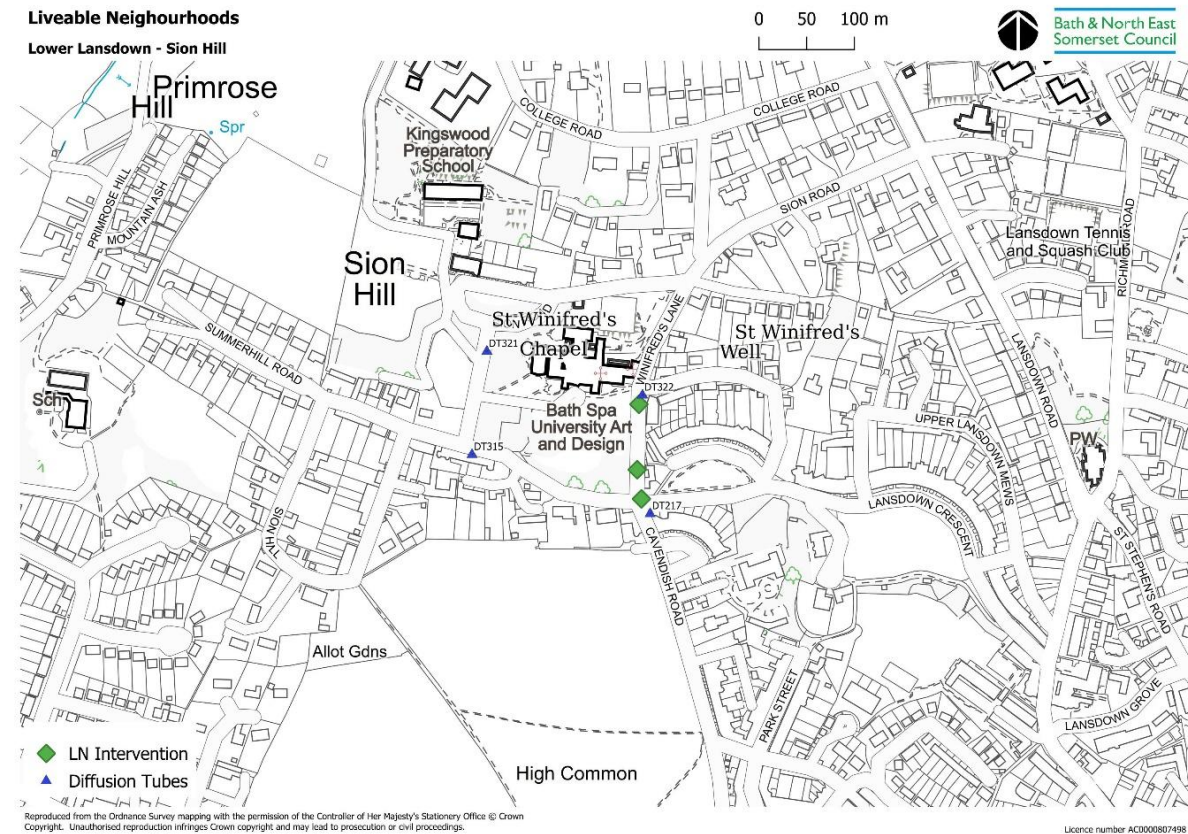 Liveable Neighourhoods
Lower Lansdown - Sion Hill
0 50 100 m
Bath & North East
Somerset Council
Primrose
Hill
Spr
COLLEGE ROAD
COLLEGE ROAD
Kingswood
Preparatory
School
PRIMROSE HILL
MOUNTAIN ASH
SION ROAD
RICHMOND ROAD
Lansdown Tennis
and Squash Club
Sion
Hill
St Winifred's
Chapel
WINIFRED'S LANE
St Winifred's
Well
SUMMERHILL ROAD
DT321
LANSDOWN ROAD
DT322
Sch
Bath Spa
University Art
and Design
UPPER LANSDOWN MEWS
PW
DT315
DT217
LANSDOWN CRESCENT
SION HILL
CAVENDISH ROAD
ST STEPHEN'S ROAD
Allot Gdns
PARK STREET
LANSDOWN GROVE
High Common
LN Intervention
Diffusion Tubes
Reproduced from the Ordnance Survey mapping with the permission of the Controller of Her Majesty's Stationery Office © Crown
Copyright. Unauthorised reproduction infringes Crown copyright and may lead to prosecution or civil proceedings.
Licence number AC0000807498